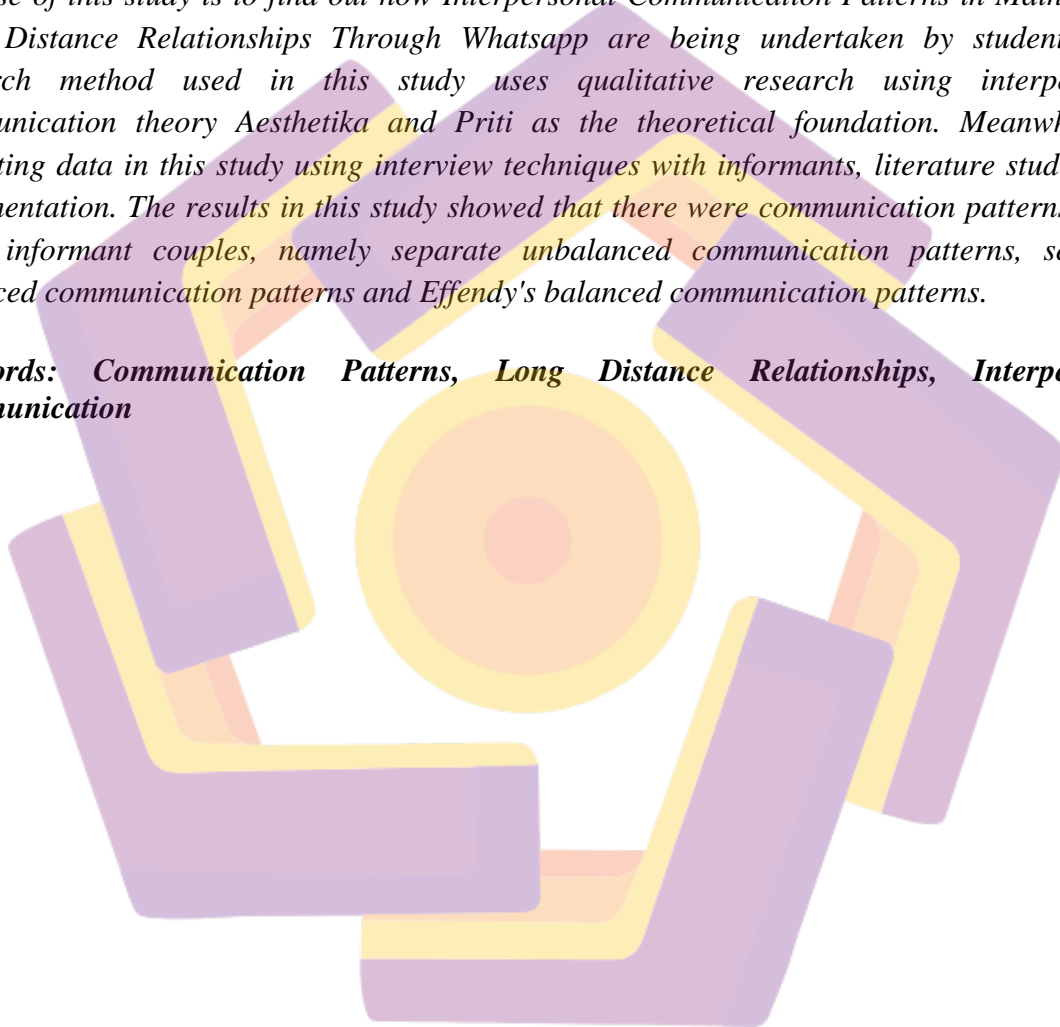 se of this study is to find out how Interpersonal Communication Patterns in Main
Distance Relationships Through Whatsapp are being undertaken by student
rch method used in this study uses qualitative research using interp
unication theory Aesthetika and Priti as the theoretical foundation. Meanwh
ting data in this study using interview techniques with informants, literature stud
nentation. The results in this study showed that there were communication pattern
informant couples, namely separate unbalanced communication patterns, se
ced communication patterns and Effendy's balanced communication patterns.
ords: Communication Patterns, Long Distance Relationships, Interpe
nunication